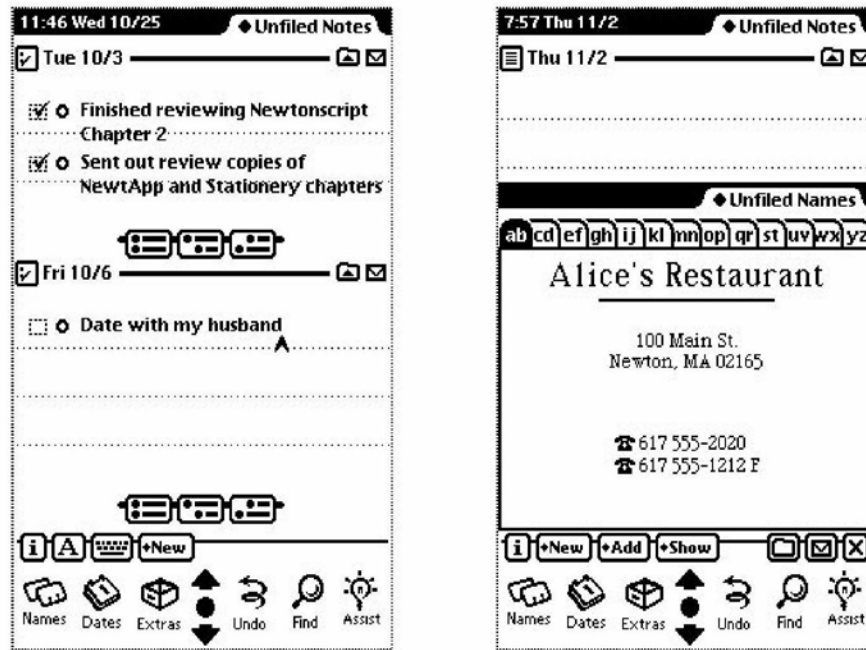 11:46 Wed 10/25
◆Unfiled Notes
Tue 10/3
Finished reviewing Newtonscript
Chapter 2
Sent out review copies of
NewtApp and Stationery chapters
Fri 10/6
Date with my husband
i A ◆New
Names Dates Extras Undo Find Assist
7:57 Thu 11/2
◆Unfiled Notes
Thu 11/2
◆Unfiled Names
ab cd ef gh ij kl mn op qr st uv wx yz
Alice's Restaurant
100 Main St.
Newton, MA 02165
☎ 617 555-2020
☎ 617 555-1212 F
i ◆New ◆Add ◆Show X
Names Dates Extras Undo Find Assist